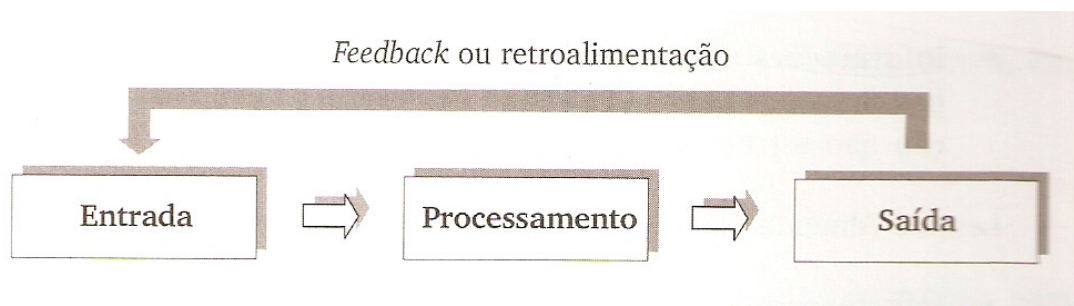 Feedback ou retroalimentação
Entrada
Processamento
Saída